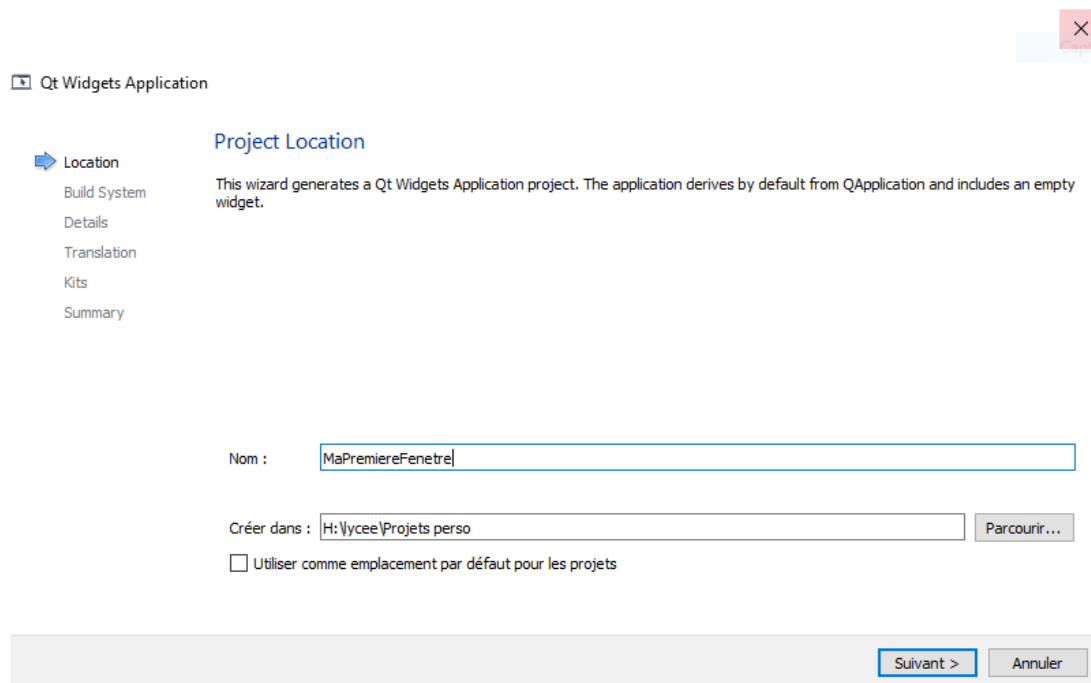 Qt Widgets Application
Project Location
Location
This wizard generates a Qt Widgets Application project. The application derives by default from QApplication and includes an empty
widget.
Build System
Details
Translation
Kits
Summary
Nom :
MaPremiereFenetre
Créer dans :
H:\lycee\Projets perso
Parcourir...
Utiliser comme emplacement par défaut pour les projets
Suivant >
Annuler